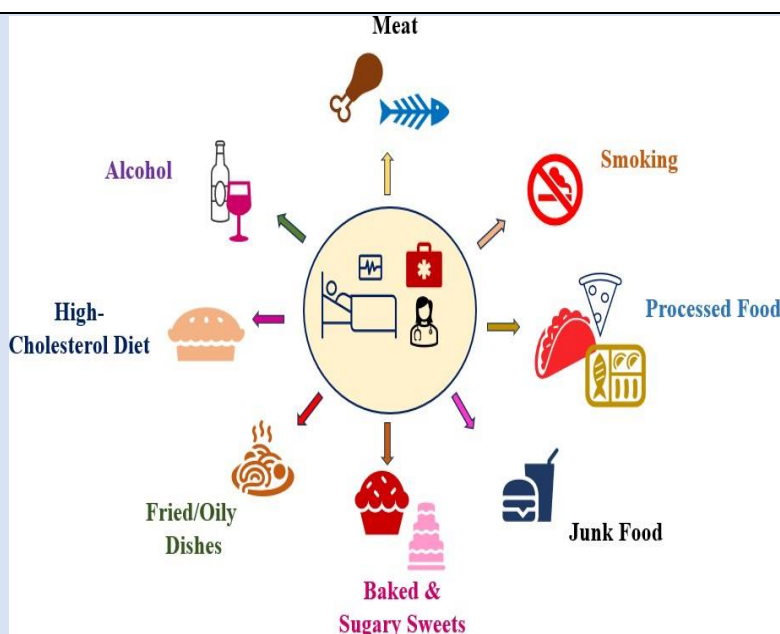 Meat
Smoking
Alcohol
Processed Food
High-
Cholesterol Diet
Junk Food
Fried/Oily
Dishes
Baked &
Sugary Sweets